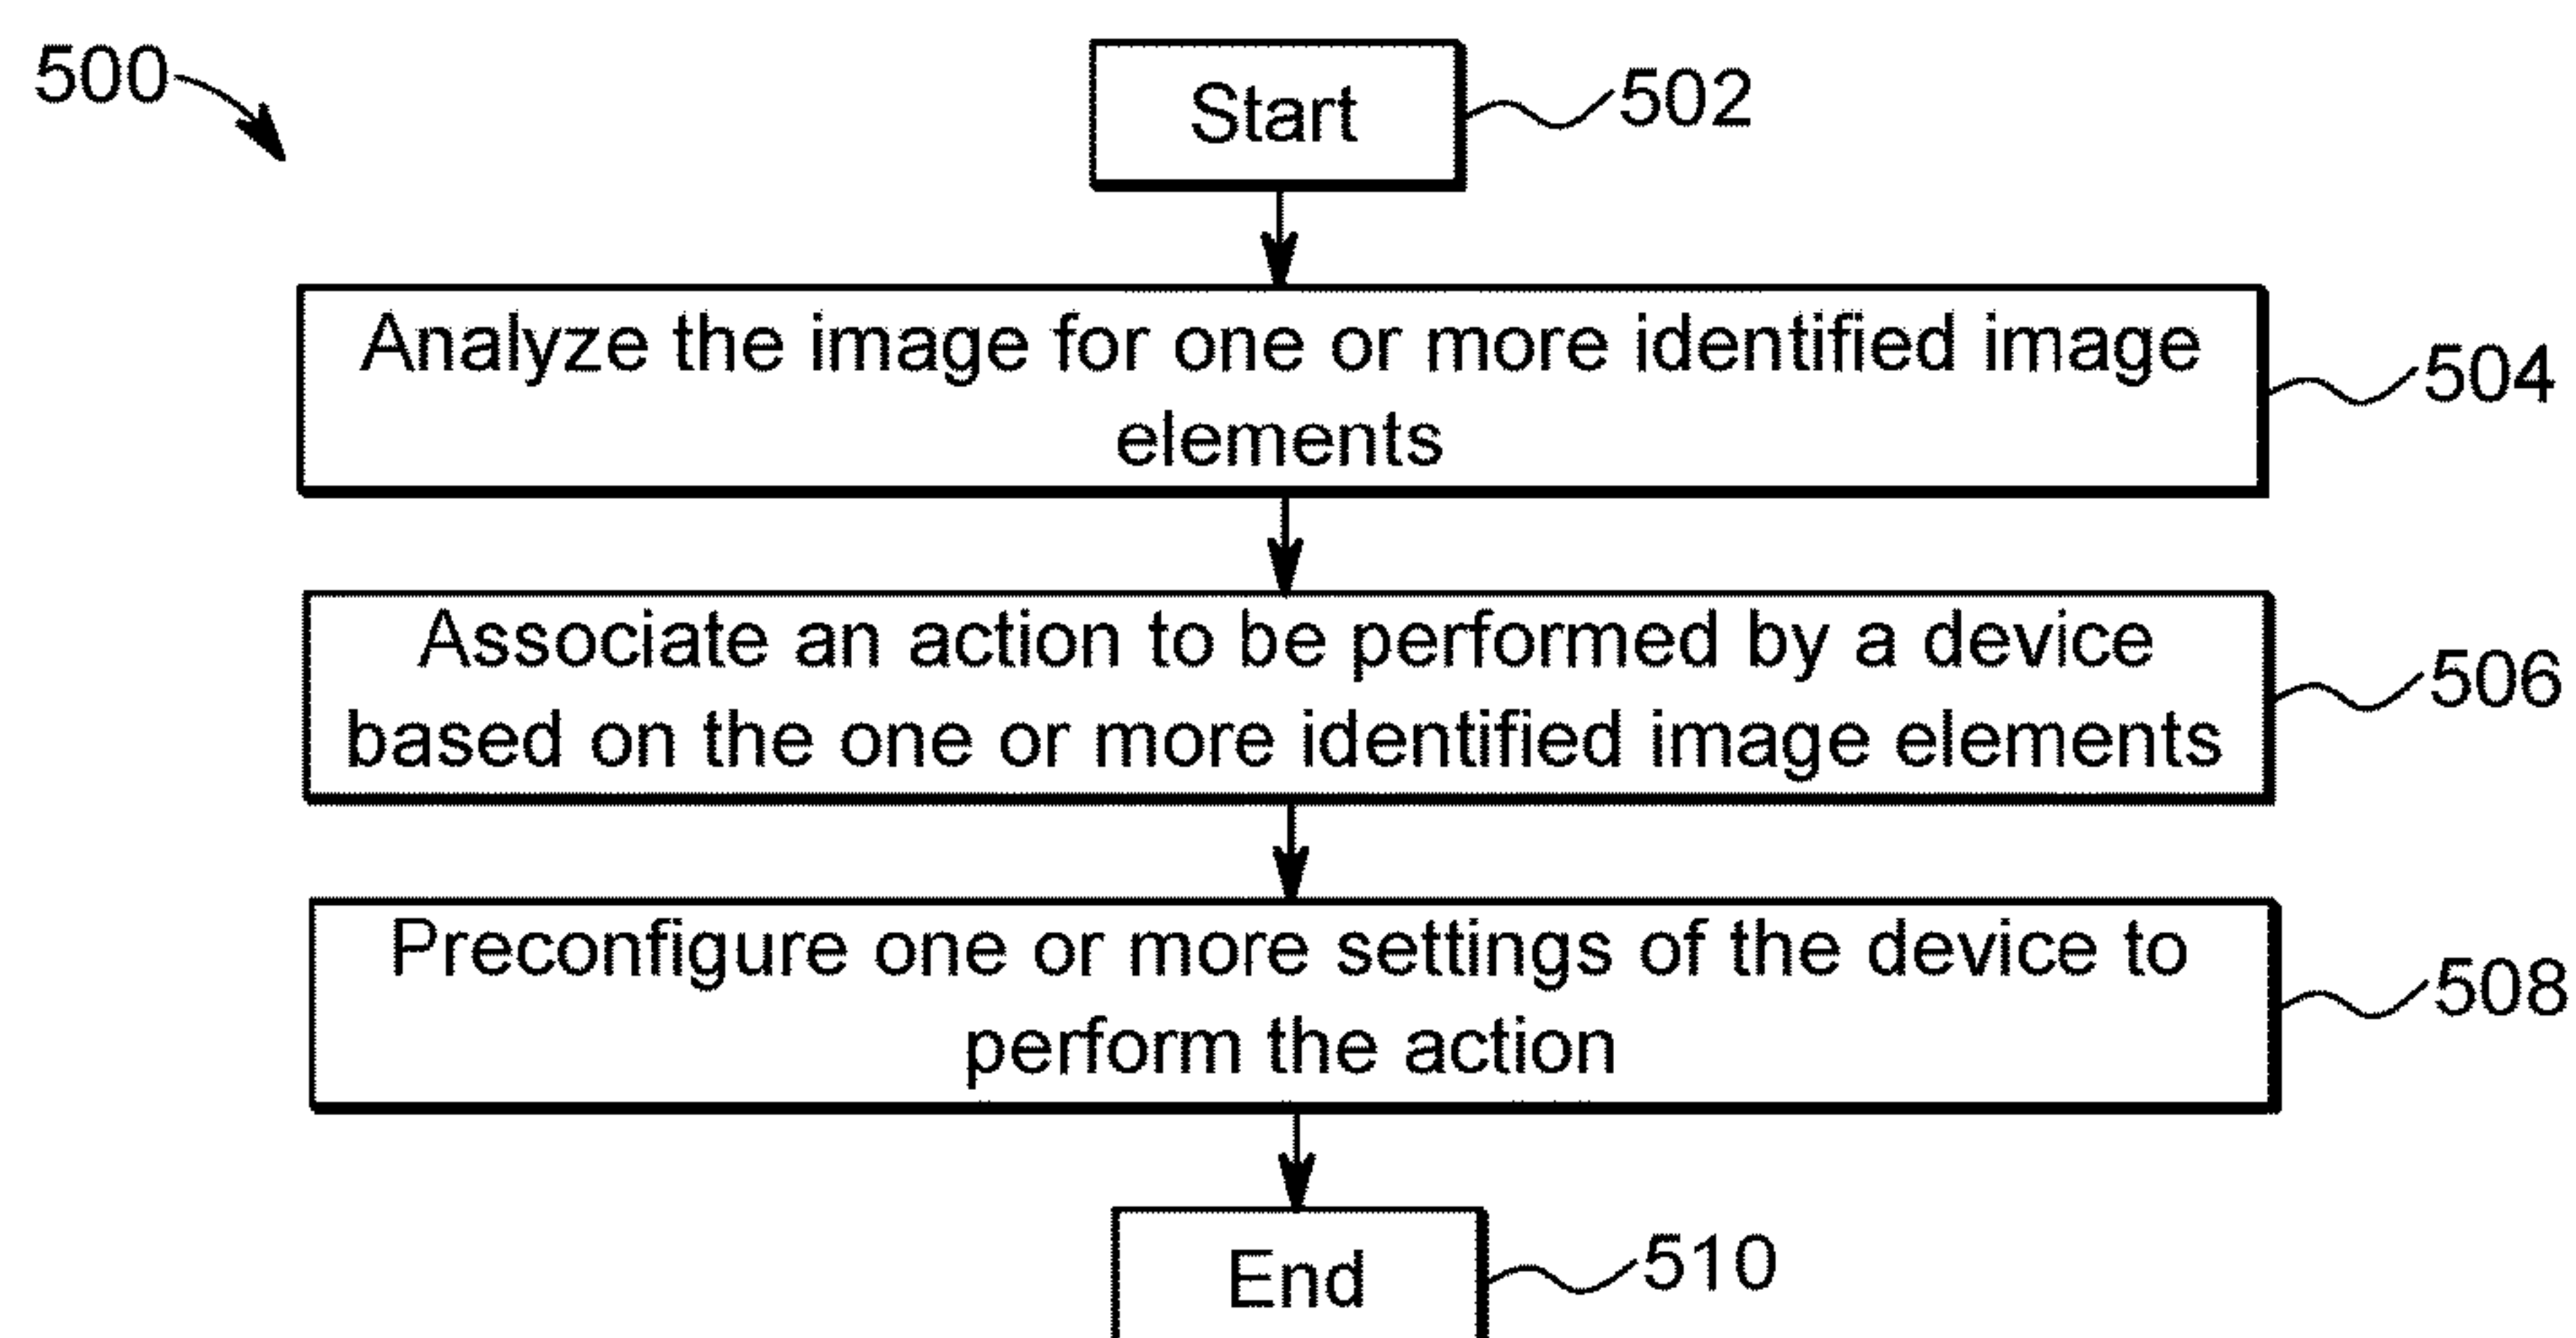 500
Start
502
Analyze the image for one or more identified image
elements
504
Associate an action to be performed by a device
based on the one or more identified image elements
506
Preconfigure one or more settings of the device to
perform the action
508
End
510